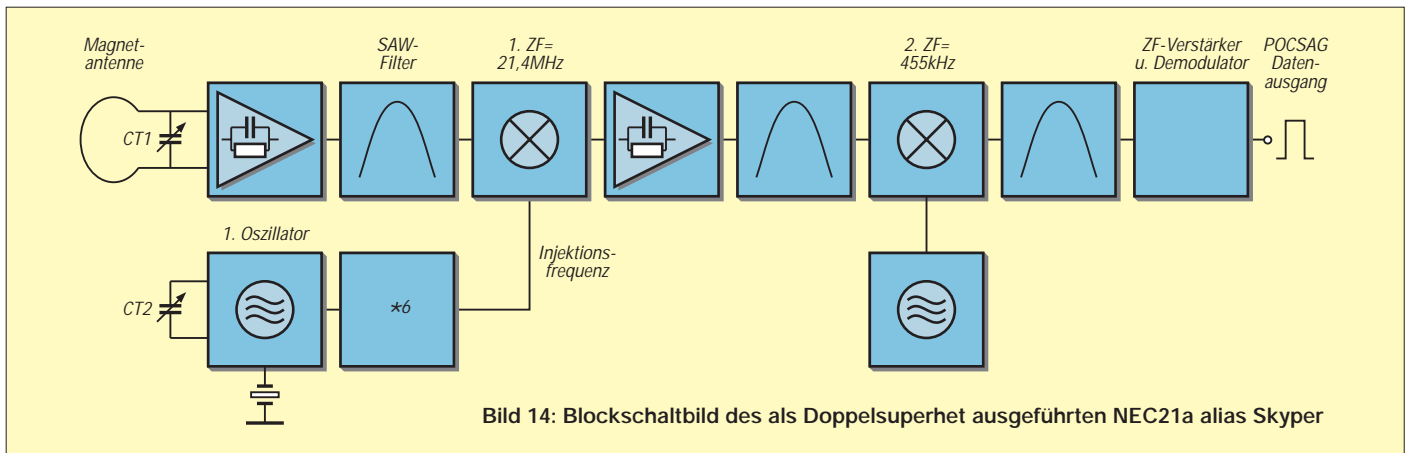 Magnet-
antenne
SAW-
Filter
1. ZF=
21,4MHz
2. ZF=
455kHz
ZF-Verstärker
u. Demodulator
POCSAG
Daten-
ausgang
CT1
1. Oszillator
Injektions-
frequenz
CT2
*6
Bild 14: Blockschaltbild des als Doppelsuperhet ausgeführten NEC21a alias Skyper